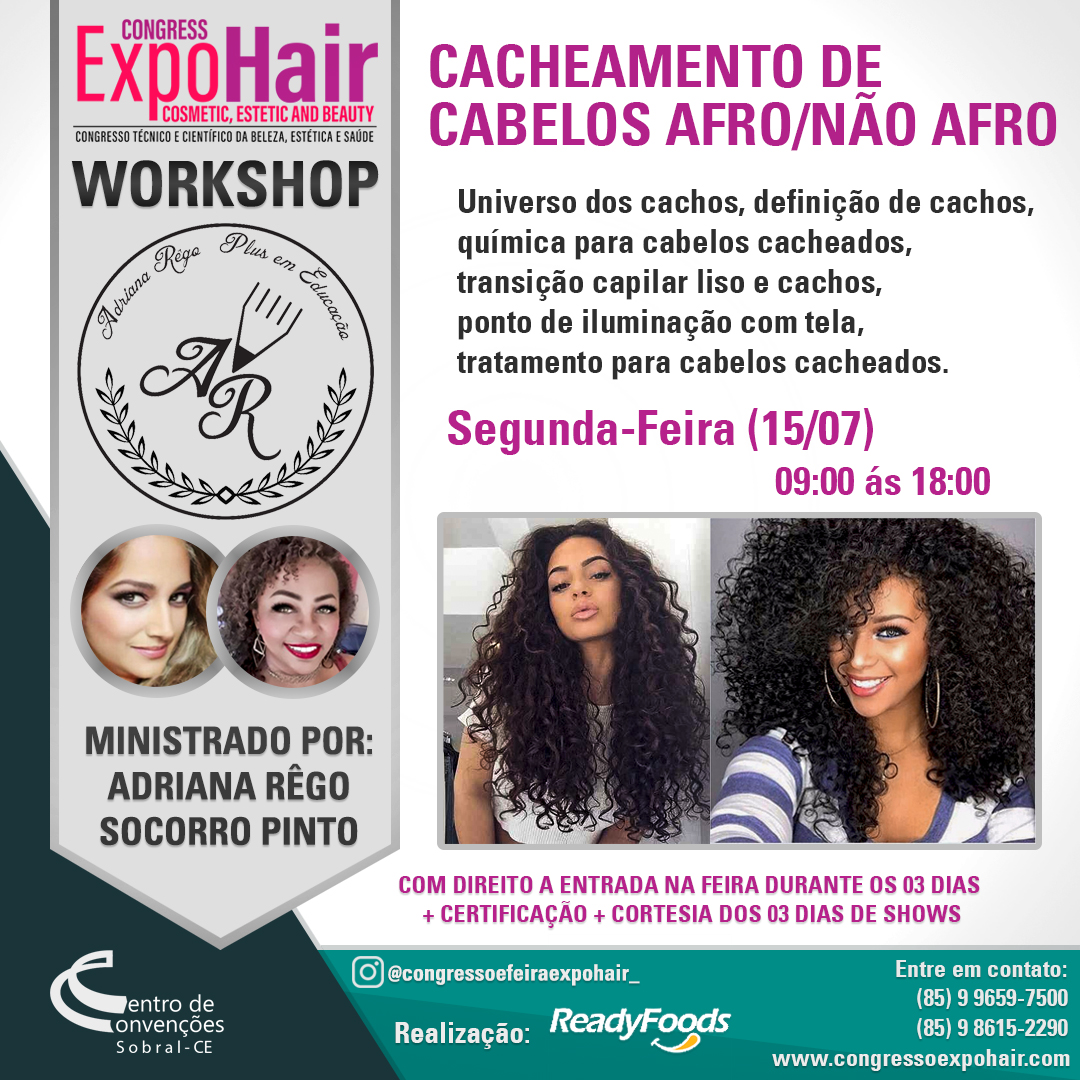 CONGRESS
ExpoHair
COSMETIC, ESTETIC AND BEAUTY
CONGRESSO TÉCNICO E CIENTÍFICO DA BELEZA, ESTÉTICA E SAÚDE
WORKSHOP
Adriana Rêgo Plus em Educação
AR
MINISTRADO POR:
ADRIANA RÊGO
SOCORRO PINTO
CACHEAMENTO DE
CABELOS AFRO/NÃO AFRO
Universo dos cachos, definição de cachos,
química para cabelos cacheados,
transição capilar liso e cachos,
ponto de iluminação com tela,
tratamento para cabelos cacheados.
Segunda-Feira (15/07)
09:00 ás 18:00
COM DIREITO A ENTRADA NA FEIRA DURANTE OS 03 DIAS
+ CERTIFICAÇÃO + CORTESIA DOS 03 DIAS DE SHOWS
Centro de
Convenções
Sobral-CE
@congressoefeiraexpohair_
Realização: ReadyFoods
Entre em contato:
(85) 9 9659-7500
(85) 9 8615-2290
www.congressoexpohair.com